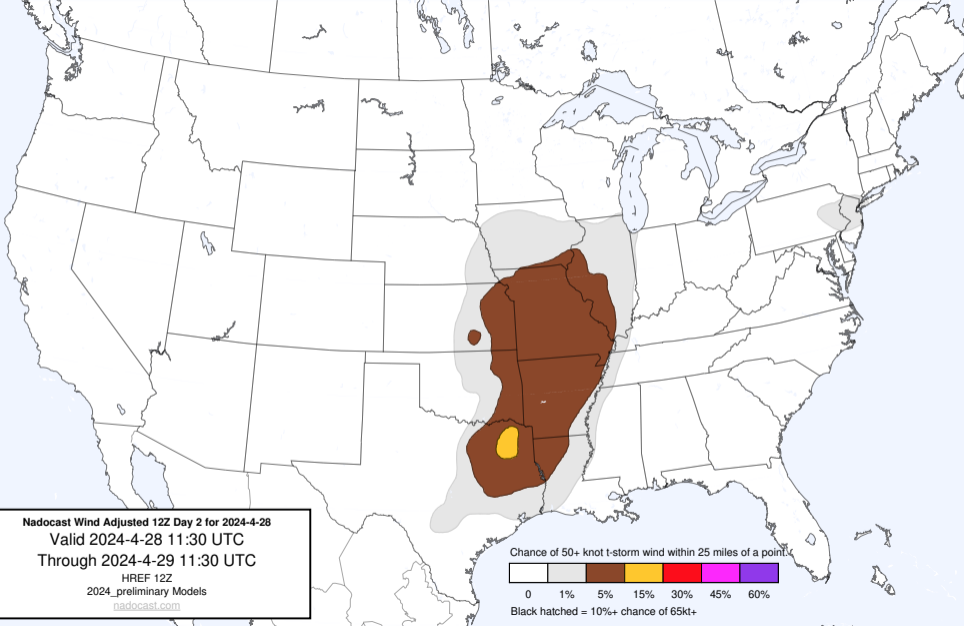 Nadocast Wind Adjusted 12Z Day 2 for 2024-4-28
Valid 2024-4-28 11:30 UTC
Through 2024-4-29 11:30 UTC
HREF 12Z
2024_preliminary Models
nadocast.com
Chance of 50+ knot t-storm wind within 25 miles of a point.
0 1% 5% 15% 30% 45% 60%
Black hatched = 10%+ chance of 65kt+